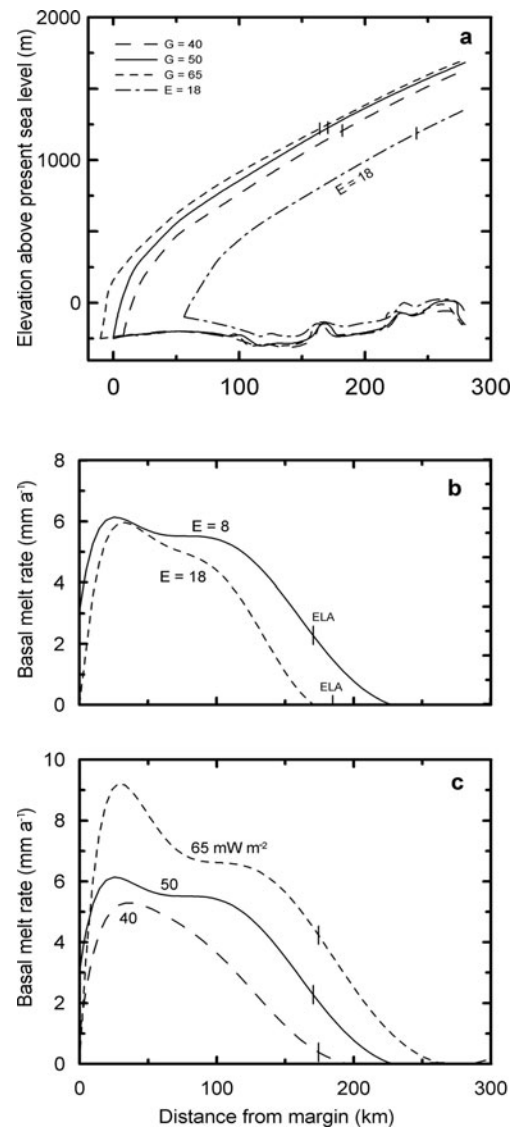 a
Elevation above present sea level (m)
2000
1000
0
G = 40
G = 50
G = 65
E = 18
E = 18
0 100 200 300
b
Basal melt rate (mm a⁻¹)
8
6
4
2
0
E = 8
E = 18
ELA
ELA
c
Basal melt rate (mm a⁻¹)
10
8
6
4
2
0
65 mW m⁻²
50
40
0 100 200 300
Distance from margin (km)